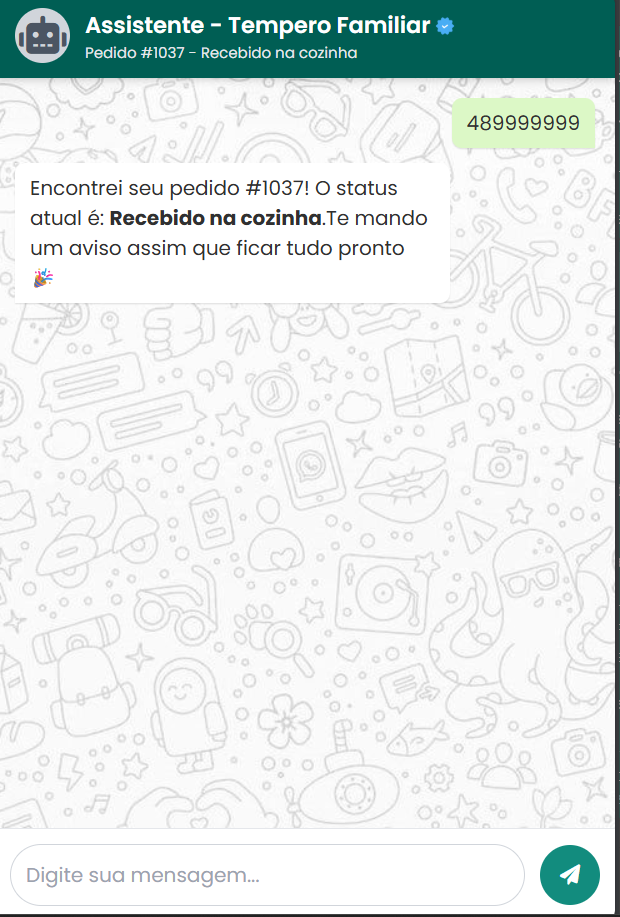 Assistente - Tempero Familiar
Pedido #1037 - Recebido na cozinha
489999999
Encontrei seu pedido #1037! O status
atual é: Recebido na cozinha.Te mando
um aviso assim que ficar tudo pronto
🎉
Digite sua mensagem...